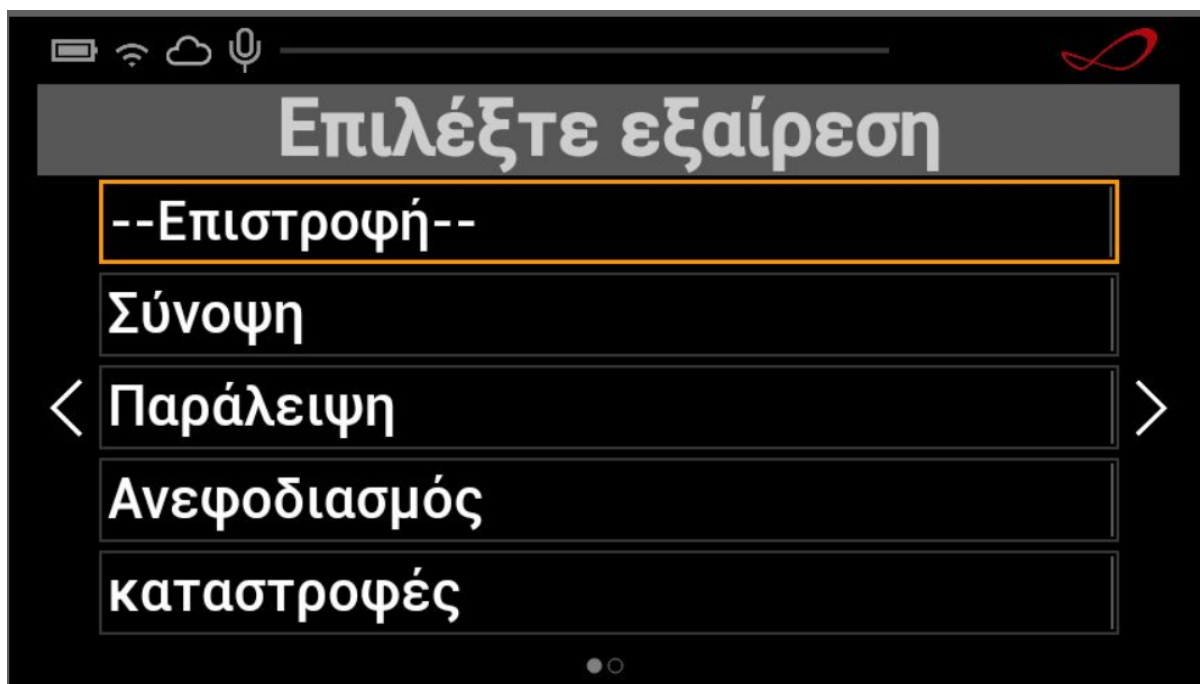 Επιλέξτε εξαίρεση
--Επιστροφή--
Σύνοψη
Παράλειψη
Ανεφοδιασμός
καταστροφές